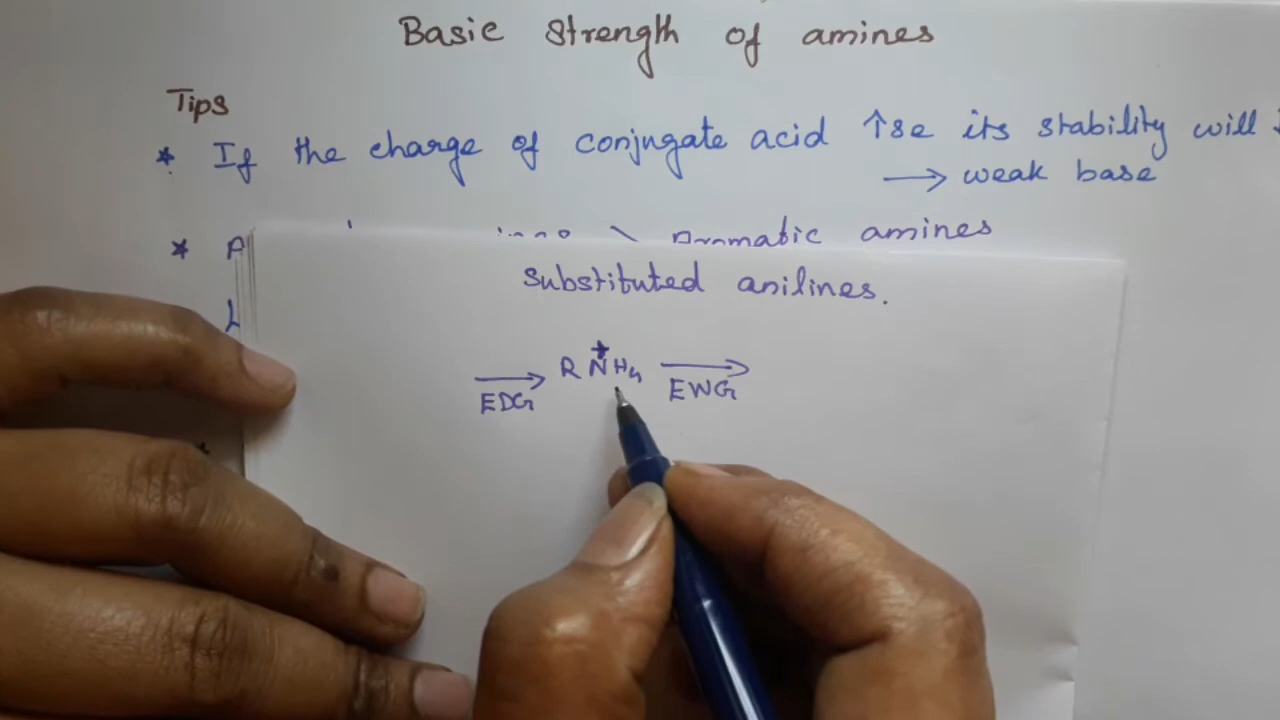 Basic strength of amines
Tips
* If the charge of conjugate acid ↑se its stability will
→ weak base
* Aromatic amines
Substituted anilines.
R N⁺H₄
EDG → → EWG